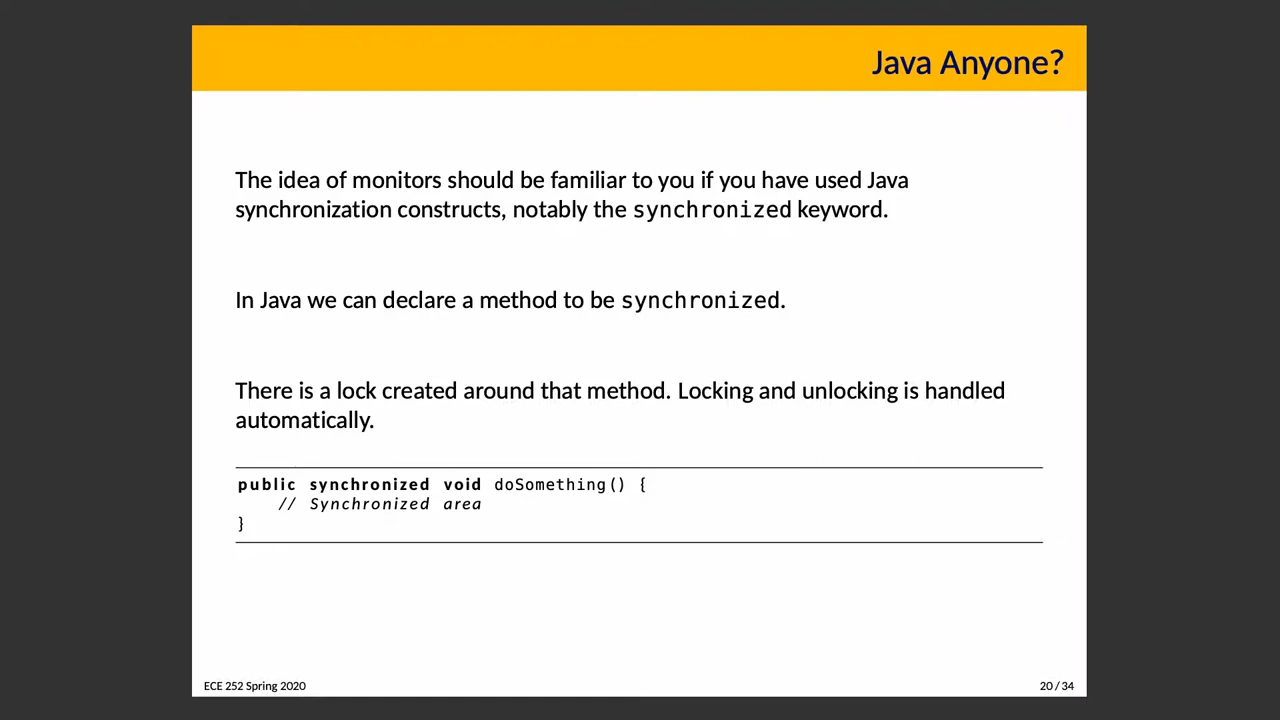 Java Anyone?
The idea of monitors should be familiar to you if you have used Java
synchronization constructs, notably the synchronized keyword.
In Java we can declare a method to be synchronized.
There is a lock created around that method. Locking and unlocking is handled
automatically.
public synchronized void doSomething() {
// Synchronized area
}
ECE 252 Spring 2020
20 / 34